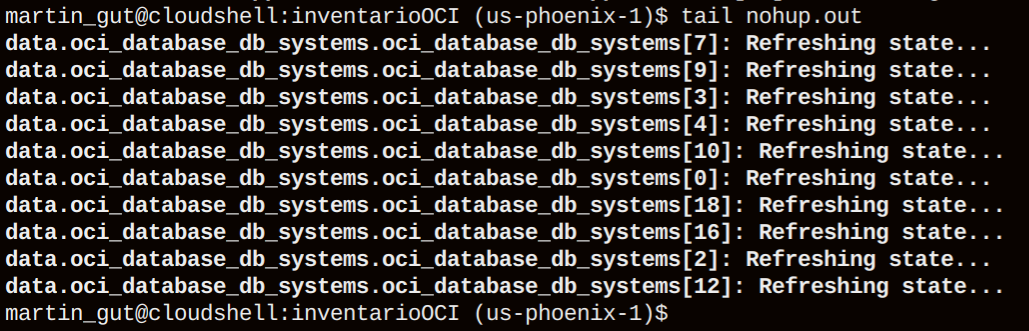 martin_gut@cloudshell:inventarioOCI (us-phoenix-1)$ tail nohup.out
data.oci_database_db_systems.oci_database_db_systems[7]: Refreshing state...
data.oci_database_db_systems.oci_database_db_systems[9]: Refreshing state...
data.oci_database_db_systems.oci_database_db_systems[3]: Refreshing state...
data.oci_database_db_systems.oci_database_db_systems[4]: Refreshing state...
data.oci_database_db_systems.oci_database_db_systems[10]: Refreshing state...
data.oci_database_db_systems.oci_database_db_systems[0]: Refreshing state...
data.oci_database_db_systems.oci_database_db_systems[18]: Refreshing state...
data.oci_database_db_systems.oci_database_db_systems[16]: Refreshing state...
data.oci_database_db_systems.oci_database_db_systems[2]: Refreshing state...
data.oci_database_db_systems.oci_database_db_systems[12]: Refreshing state...
martin_gut@cloudshell:inventarioOCI (us-phoenix-1)$